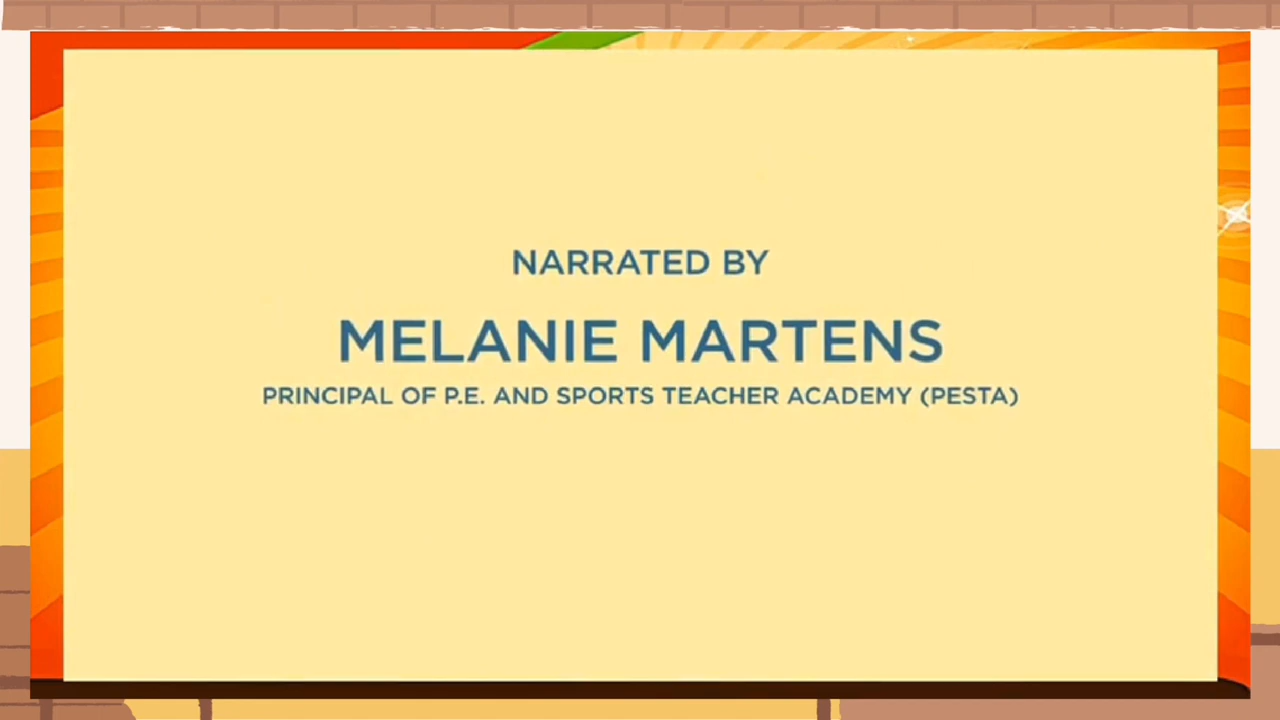 NARRATED BY
MELANIE MARTENS
PRINCIPAL OF P.E. AND SPORTS TEACHER ACADEMY (PESTA)